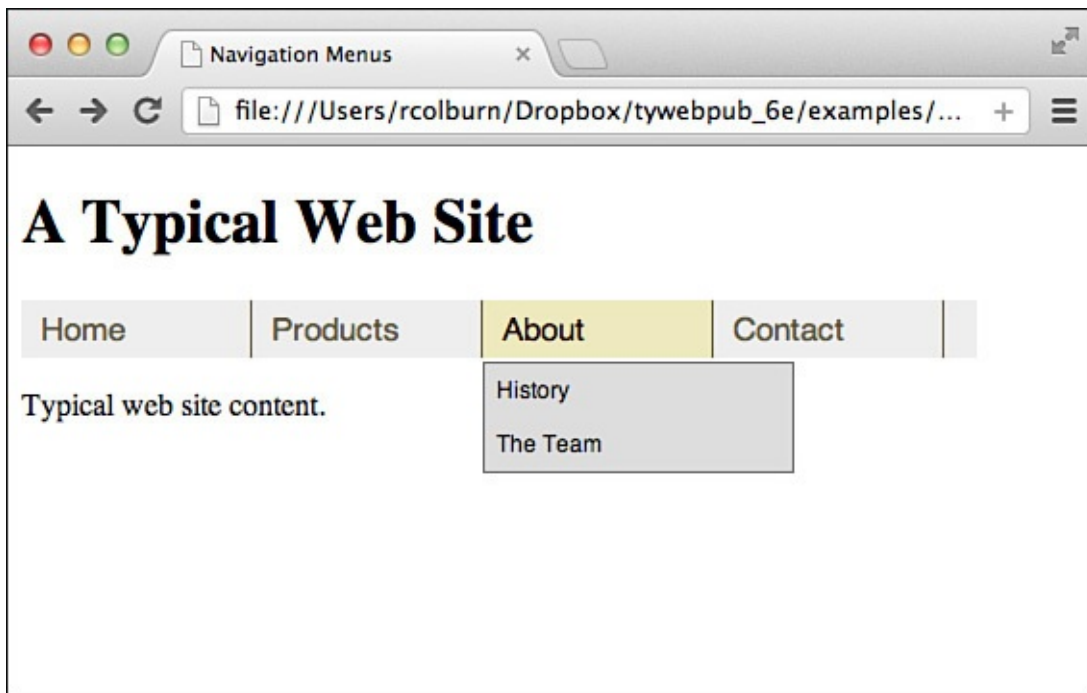 Navigation Menus
file:///Users/rcolburn/Dropbox/tywebpub_6e/examples/...
A Typical Web Site
Home Products About Contact
History
Typical web site content.
The Team